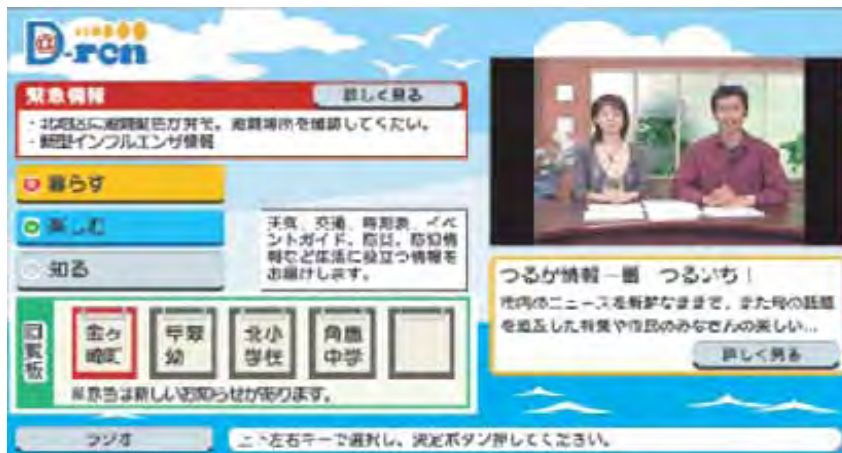 D-rcn
緊急情報
詳しく見る
・北地区に避難勧告が発令。避難場所を確認してください。
・新型インフルエンザ情報
暮らす
楽しむ
知る
天気、交通、時刻表、イベ
ントガイド、防災、防犯情
報など生活に役立つ情報を
お届けします。
つるが情報一番 つるいち！
市内のニュースを新鮮なままで、また旬の話題
を追及した特集や市民のみなさんの楽しい...
詳しく見る
回覧板
金ヶ
崎町
早翠
幼
北小
学校
角鹿
中学
※赤色は新しいお知らせがあります。
ラジオ
上下左右キーで選択し、決定ボタン押してください。